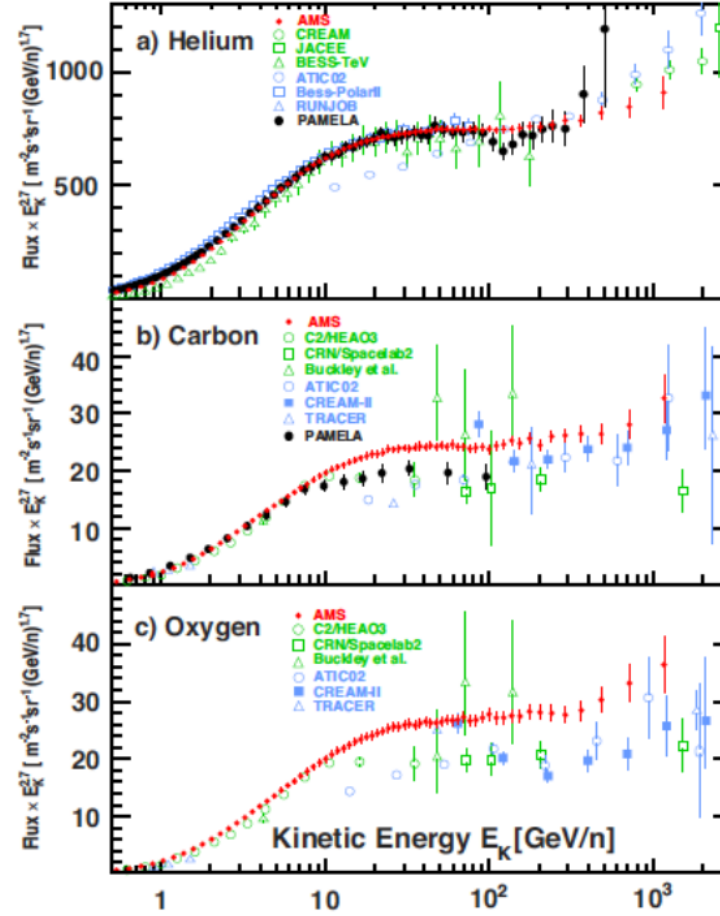 a) Helium
AMS
CREAM
JACEE
BESS-TeV
ATIC02
Bess-PolarII
RUNJOB
PAMELA
1000
500
Flux × E_K^2.7 [ m^-2 s^-1 sr^-1 (GeV/n)^1.7]
b) Carbon
AMS
C2/HEAO3
CRN/Spacelab2
Buckley et al.
ATIC02
CREAM-II
TRACER
PAMELA
40
30
20
10
Flux × E_K^2.7 [ m^-2 s^-1 sr^-1 (GeV/n)^1.7]
c) Oxygen
AMS
C2/HEAO3
CRN/Spacelab2
Buckley et al.
ATIC02
CREAM-II
TRACER
40
30
20
10
Flux × E_K^2.7 [ m^-2 s^-1 sr^-1 (GeV/n)^1.7]
Kinetic Energy E_K [GeV/n]
1 10 10^2 10^3